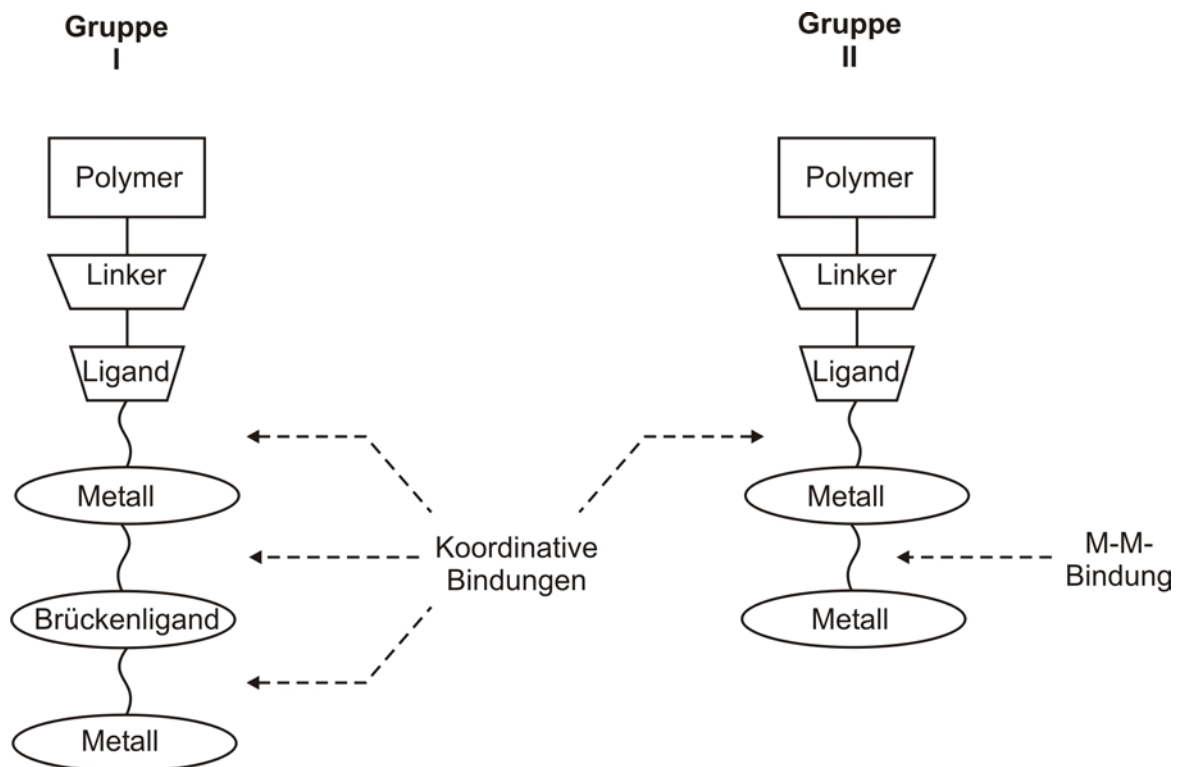 Gruppe
I
Polymer
Linker
Ligand
Metall
Brückenligand
Metall
Koordinative
Bindungen
Gruppe
II
Polymer
Linker
Ligand
Metall
Metall
M-M-
Bindung